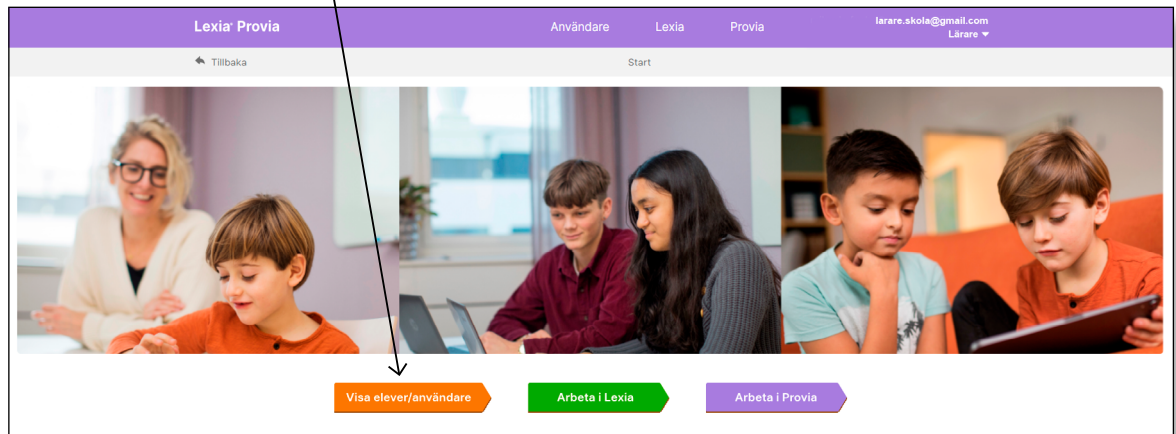 Lexia® Provia
Användare Lexia Provia
larare.skola@gmail.com
Lärare
Tillbaka
Start
Visa elever/användare
Arbeta i Lexia
Arbeta i Provia